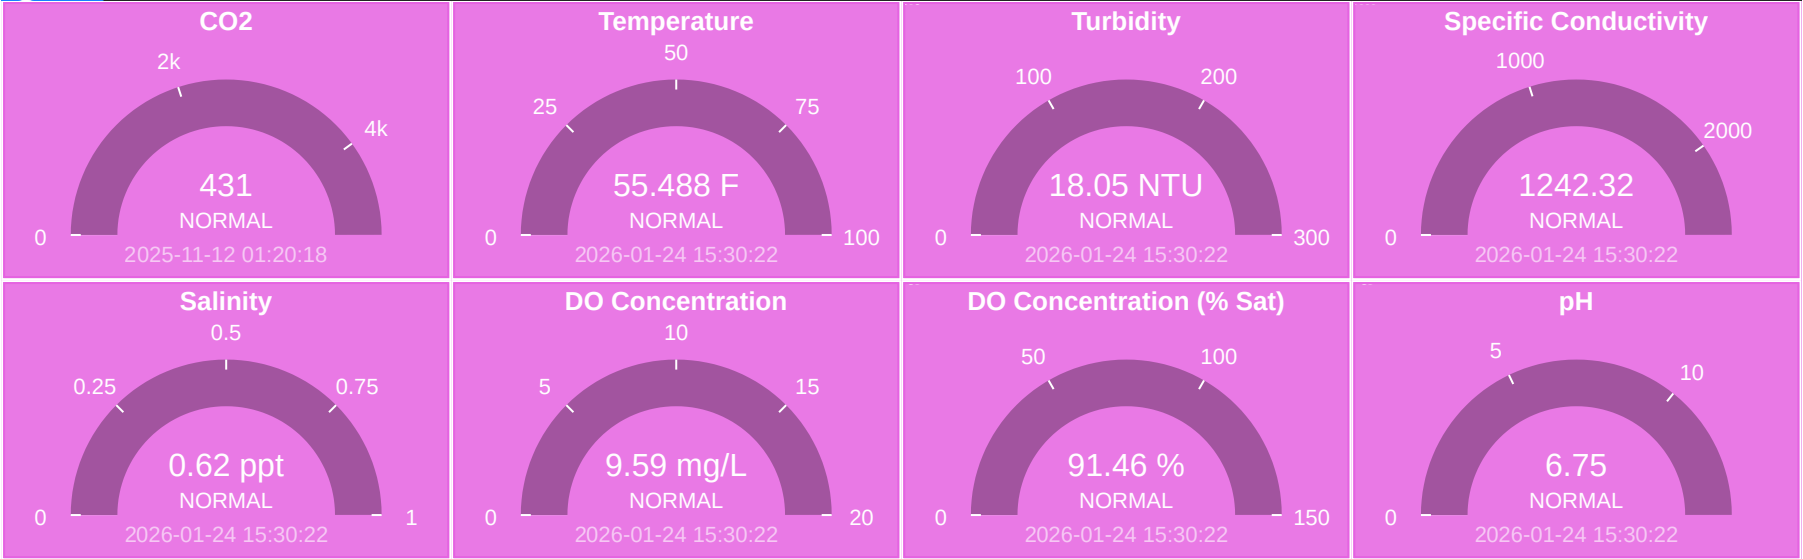 CO2
2k
4k
0
431
NORMAL
2025-11-12 01:20:18
Temperature
50
25
75
0
100
55.488 F
NORMAL
2026-01-24 15:30:22
Turbidity
100
200
0
300
18.05 NTU
NORMAL
2026-01-24 15:30:22
Specific Conductivity
1000
2000
0
1242.32
NORMAL
2026-01-24 15:30:22
Salinity
0.5
0.25
0.75
0
1
0.62 ppt
NORMAL
2026-01-24 15:30:22
DO Concentration
10
5
15
0
20
9.59 mg/L
NORMAL
2026-01-24 15:30:22
DO Concentration (% Sat)
50
100
0
150
91.46 %
NORMAL
2026-01-24 15:30:22
pH
5
10
0
6.75
NORMAL
2026-01-24 15:30:22